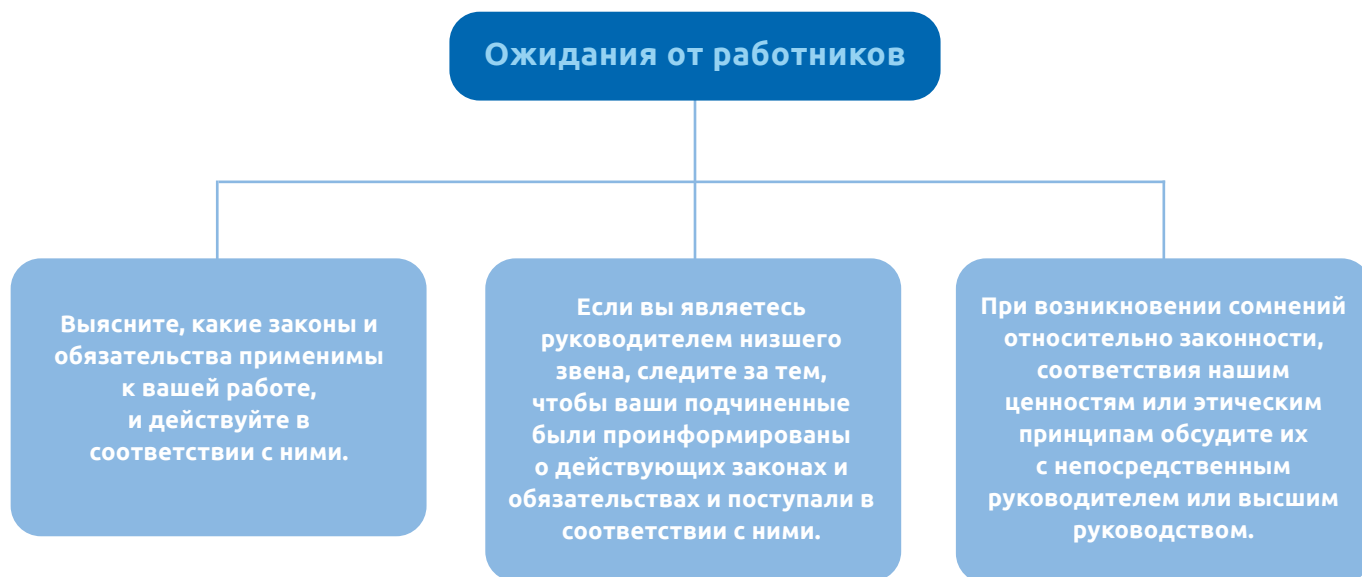 Ожидания от работников
Выясните, какие законы и
обязательства применимы
к вашей работе,
и действуйте в
соответствии с ними.
Если вы являетесь
руководителем низшего
звена, следите за тем,
чтобы ваши подчиненные
были проинформированы
о действующих законах и
обязательствах и поступали в
соответствии с ними.
При возникновении сомнений
относительно законности,
соответствия нашим
ценностям или этическим
принципам обсудите их
с непосредственным
руководителем или высшим
руководством.